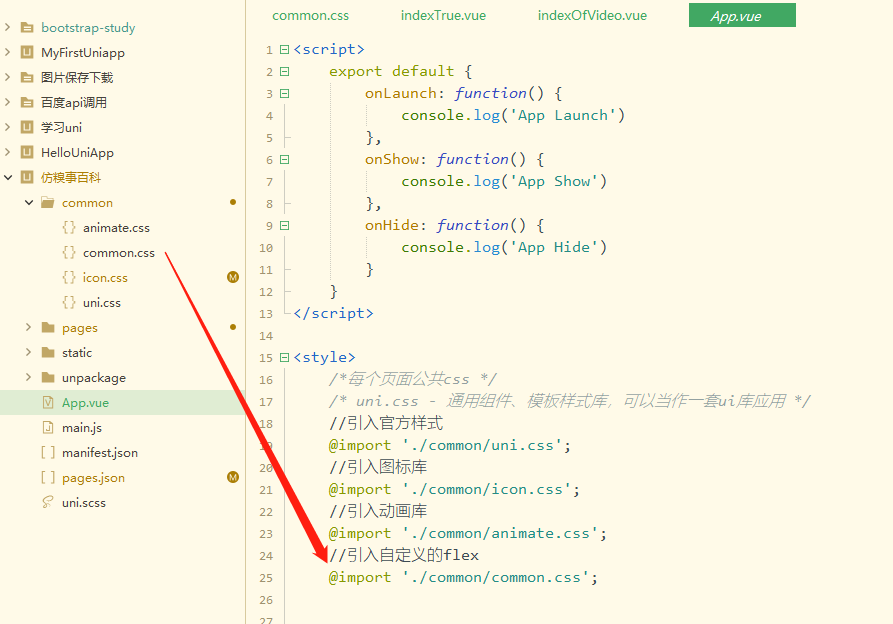 common.css
indexTrue.vue
indexOfVideo.vue
App.vue
bootstrap-study
MyFirstUniapp
图片保存下载
百度api调用
学习uni
HelloUniApp
仿糗事百科
common
animate.css
common.css
icon.css
M
uni.css
pages
static
unpackage
App.vue
main.js
manifest.json
pages.json
M
uni.scss
1 <script>
2 export default {
3 onLaunch: function() {
4 console.log('App Launch')
5 },
6 onShow: function() {
7 console.log('App Show')
8 },
9 onHide: function() {
10 console.log('App Hide')
11 }
12 }
13 </script>
14
15 <style>
16 /*每个页面公共css */
17 /* uni.css - 通用组件、模板样式库，可以当作一套ui库应用 */
18 //引入官方样式
19 @import './common/uni.css';
20 //引入图标库
21 @import './common/icon.css';
22 //引入动画库
23 @import './common/animate.css';
24 //引入自定义的flex
25 @import './common/common.css';
26
27